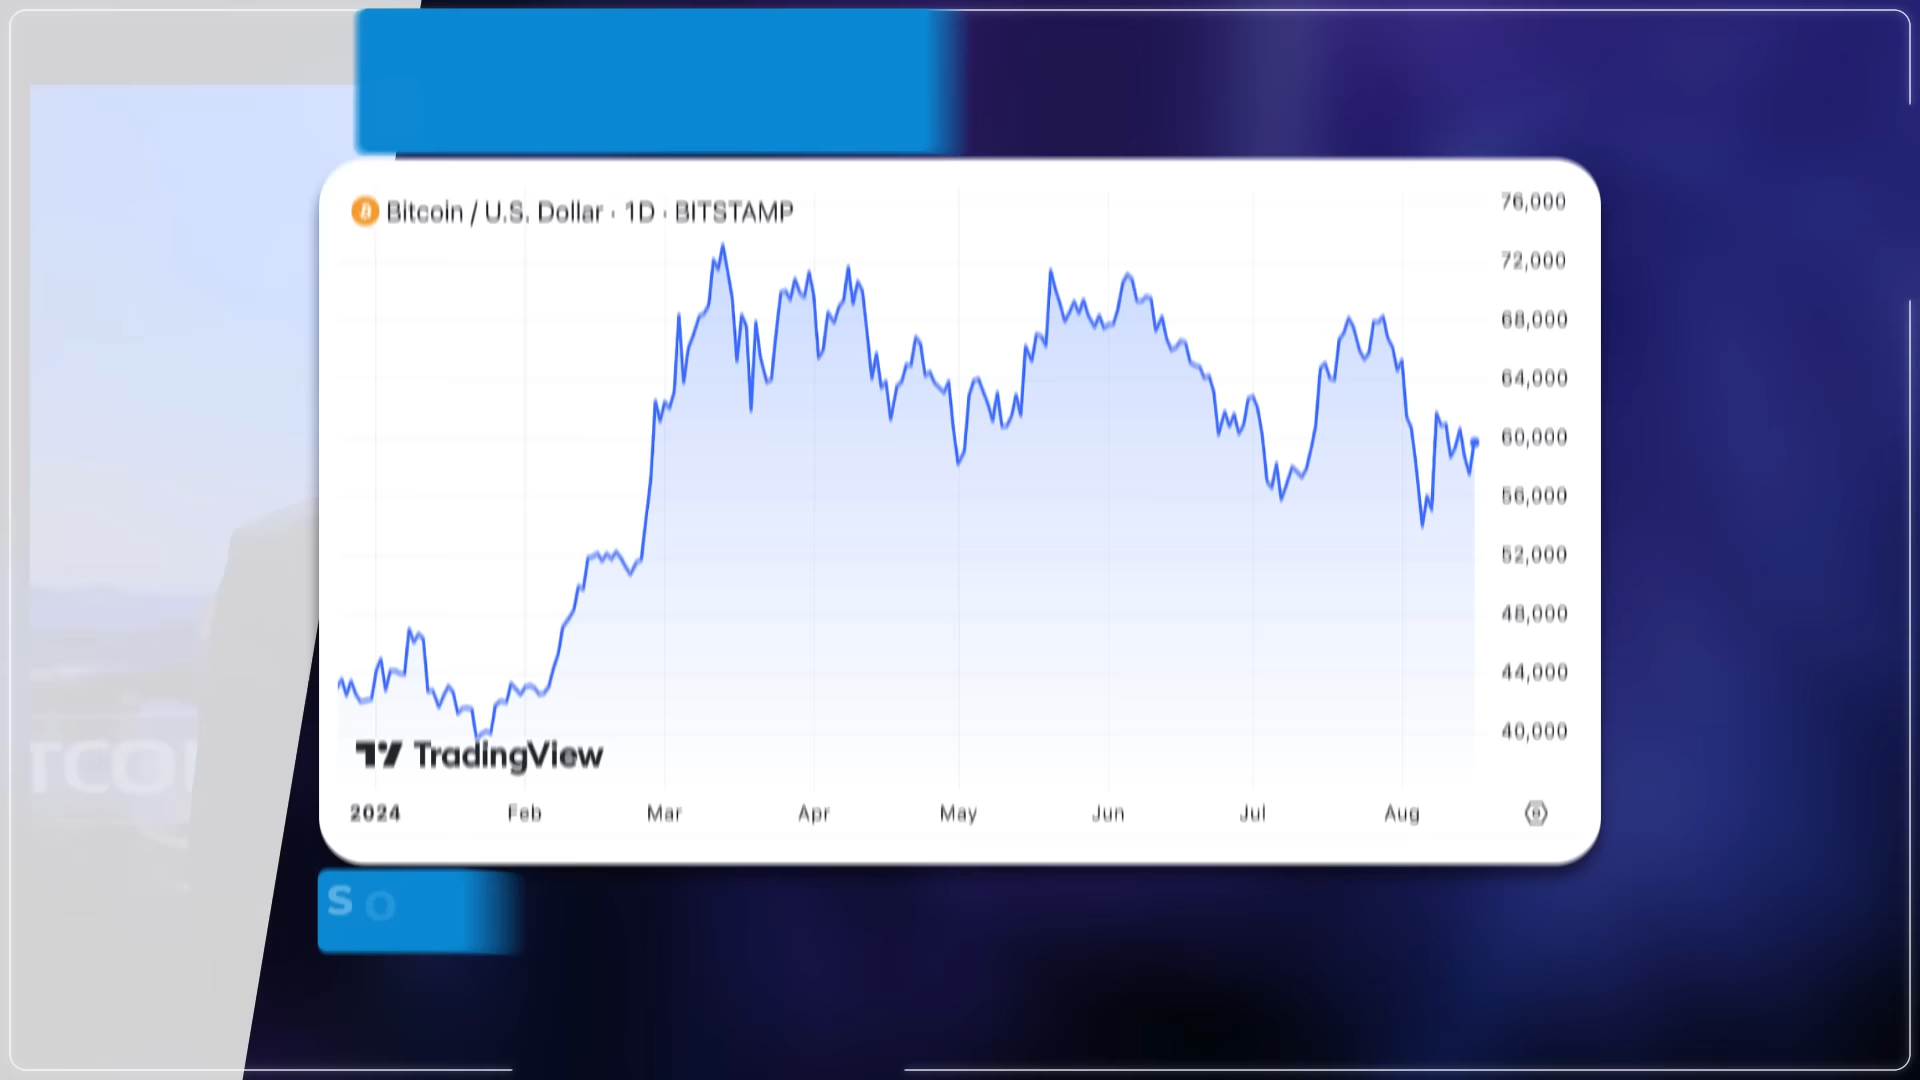 Bitcoin / U.S. Dollar · 1D · BITSTAMP
76,000
72,000
68,000
64,000
60,000
56,000
52,000
48,000
44,000
40,000
TradingView
2024 Feb Mar Apr May Jun Jul Aug
TCOI
S O